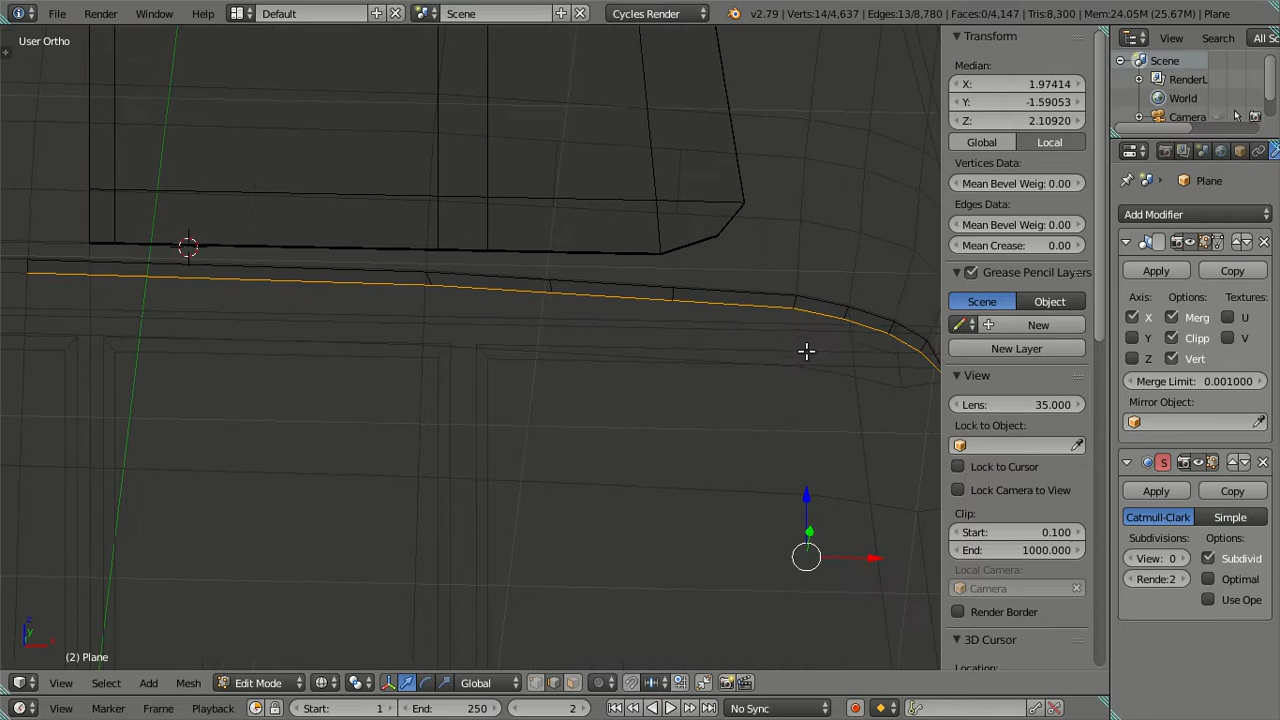 File Render Window Help Default Scene Cycles Render v2.79 | Verts:14/4,637 | Edges:13/8,780 | Faces:0/4,147 | Tris:8,300 | Mem:24.05M (25.67M) | Plane
User Ortho
Transform
Median:
X: 1.97414
Y: -1.59053
Z: 2.10920
Global Local
Vertices Data:
Mean Bevel Weig: 0.00
Edges Data:
Mean Bevel Weig: 0.00
Mean Crease: 0.00
Grease Pencil Layers
Scene Object
New
New Layer
View
Lens: 35.000
Lock to Object:
Lock to Cursor
Lock Camera to View
Clip:
Start: 0.100
End: 1000.000
Local Camera:
Camera
Render Border
3D Cursor
Location:
View Search All Sc
Scene
RenderL
World
Camera
Plane
Add Modifier
Apply Copy
Axis: Options: Textures:
X Merg U
Y Clipp V
Z Vert
Merge Limit: 0.001000
Mirror Object:
S
Apply Copy
Catmull-Clark Simple
Subdivisions: Options:
View: 0 Subdivid
Rende:2 Optimal
Use Ope
z
y
x
(2) Plane
View Select Add Mesh Edit Mode Global
View Marker Frame Playback Start: 1 End: 250 2 No Sync